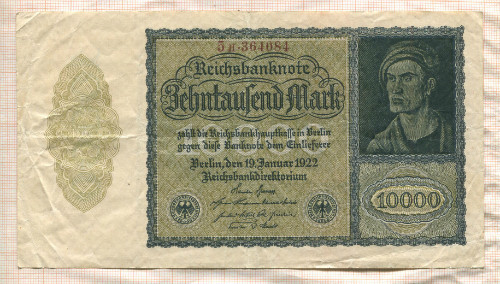 5H·364084
Reichsbanknote
Zehntausend Mark
zahlt die Reichsbankhauptkasse in Berlin
gegen diese Banknote dem Einlieferer
Berlin, den 19. Januar 1922
Reichsbankdirektorium
10000